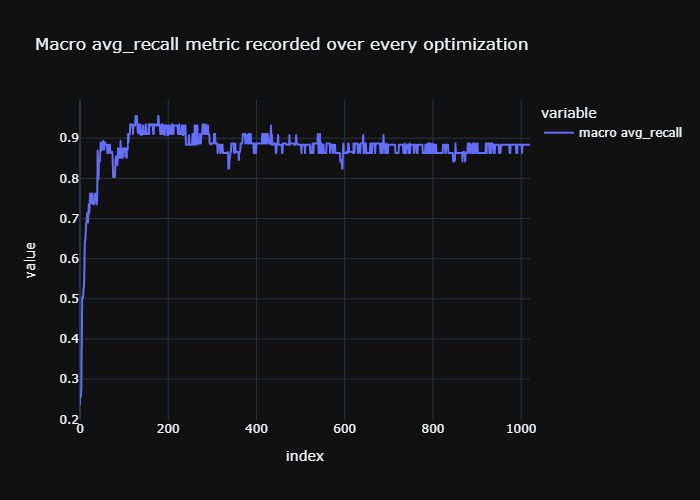 Macro avg_recall metric recorded over every optimization
variable
macro avg_recall
0.9
0.8
0.7
0.6
0.5
0.4
0.3
0.2
value
0 200 400 600 800 1000
index